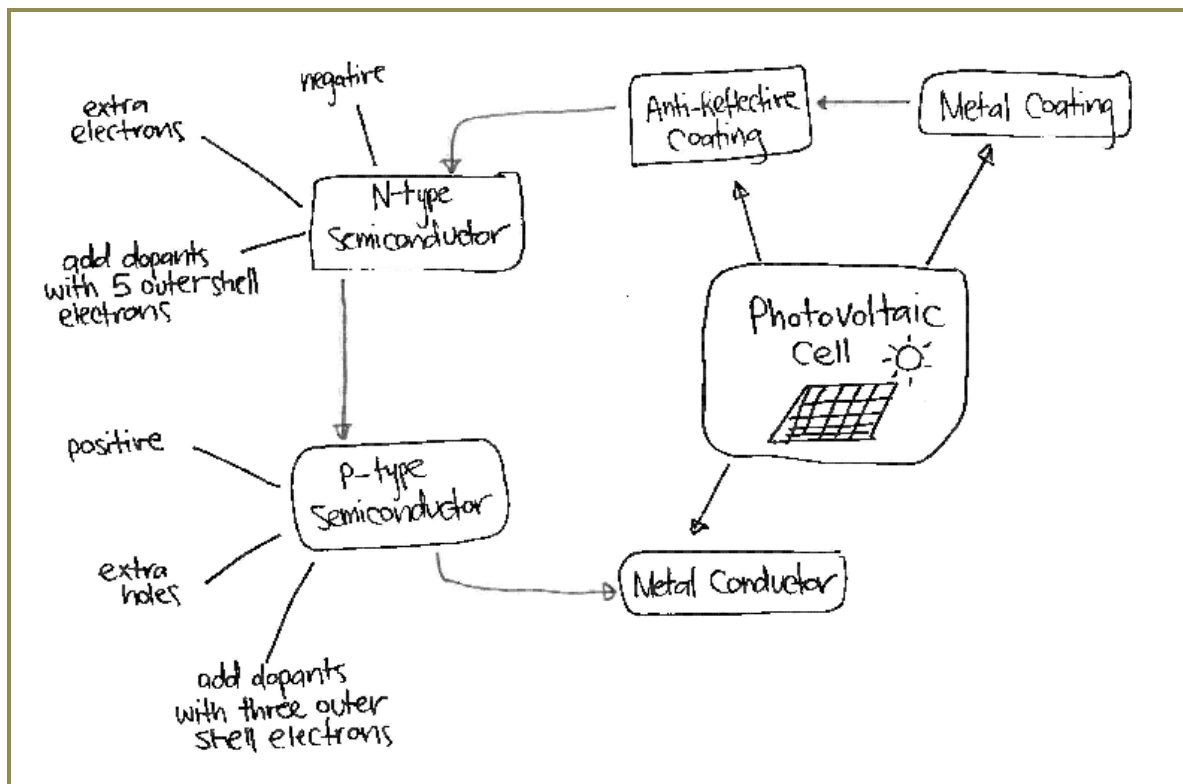 negative
extra
electrons
Anti-Reflective
Coating
Metal Coating
N-type
Semiconductor
add dopants
with 5 outer shell
electrons
Photovoltaic
Cell
positive
P-type
Semiconductor
extra
holes
Metal Conductor
add dopants
with three outer
shell electrons